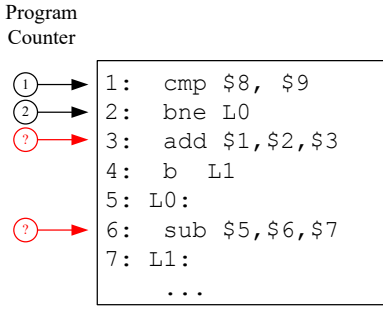 Program
Counter
1 1: cmp $8, $9
2 2: bne L0
? 3: add $1,$2,$3
4: b L1
5: L0:
? 6: sub $5,$6,$7
7: L1:
...